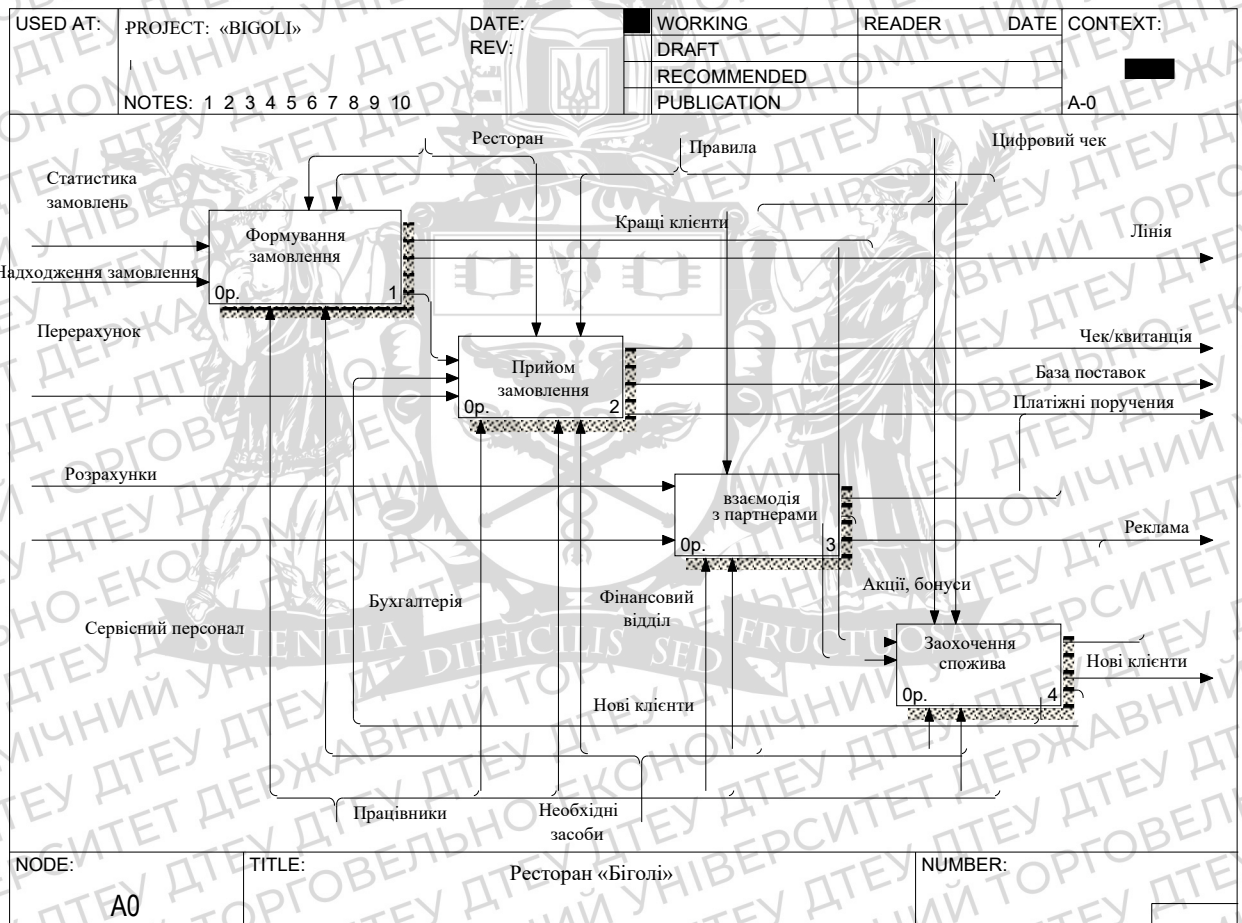 USED AT:
PROJECT: «BIGOLI»
DATE:
REV:
WORKING
READER
DATE
CONTEXT:
DRAFT
RECOMMENDED
NOTES: 1 2 3 4 5 6 7 8 9 10
PUBLICATION
A-0
Ресторан
Правила
Цифровий чек
Статистика
замовлень
Формування
замовлення
Кращі клієнти
Лінія
Надходження замовлення
0р.
1
Перерахунок
Чек/квитанція
Прийом
замовлення
База поставок
0р.
2
Платіжні поручення
Розрахунки
взаємодія
з партнерами
Реклама
0р.
3
Бухгалтерія
Фінансовий
відділ
Акції, бонуси
Сервісний персонал
SCIENTIA DIFFICILIS SED FRUCTUOSA
Заохочення
спожива
Нові клієнти
0р.
4
Нові клієнти
Працівники
Необхідні
засоби
NODE:
TITLE:
Ресторан «Біголі»
NUMBER:
A0